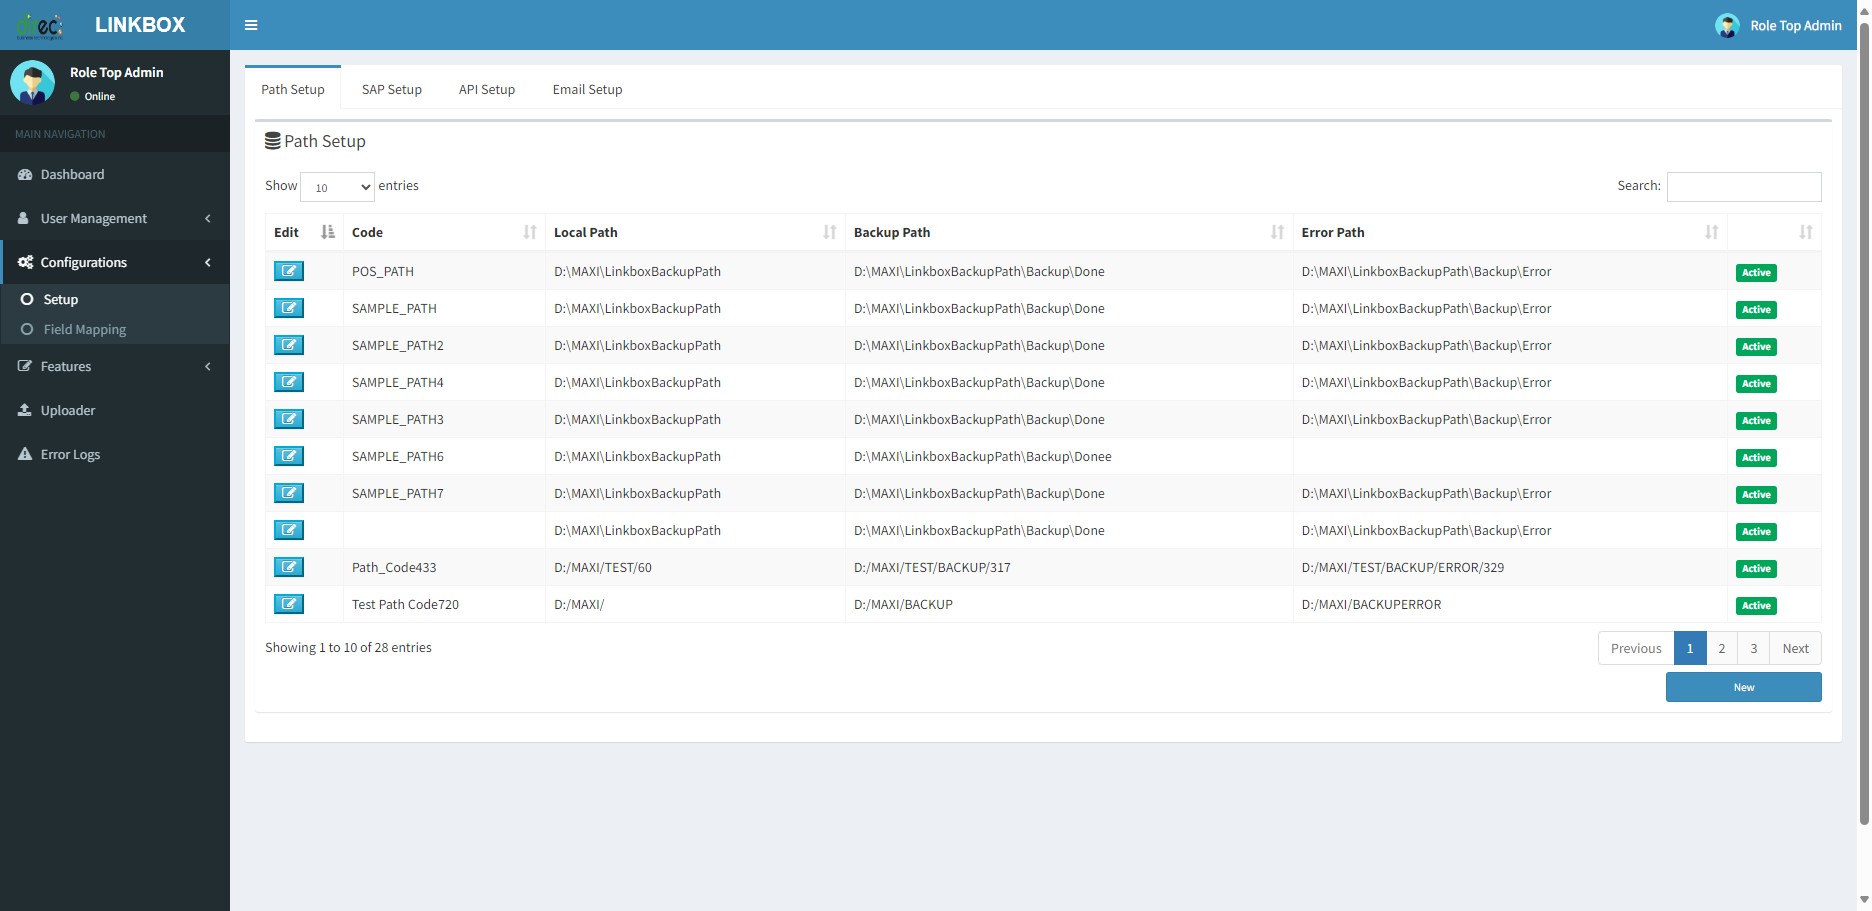 LINKBOX
Role Top Admin
Role Top Admin
Online
MAIN NAVIGATION
Dashboard
User Management
Configurations
Setup
Field Mapping
Features
Uploader
Error Logs
Path Setup SAP Setup API Setup Email Setup
Path Setup
Show 10 entries Search:
Edit Code Local Path Backup Path Error Path
POS_PATH D:\MAXI\LinkboxBackupPath D:\MAXI\LinkboxBackupPath\Backup\Done D:\MAXI\LinkboxBackupPath\Backup\Error Active
SAMPLE_PATH D:\MAXI\LinkboxBackupPath D:\MAXI\LinkboxBackupPath\Backup\Done D:\MAXI\LinkboxBackupPath\Backup\Error Active
SAMPLE_PATH2 D:\MAXI\LinkboxBackupPath D:\MAXI\LinkboxBackupPath\Backup\Done D:\MAXI\LinkboxBackupPath\Backup\Error Active
SAMPLE_PATH4 D:\MAXI\LinkboxBackupPath D:\MAXI\LinkboxBackupPath\Backup\Done D:\MAXI\LinkboxBackupPath\Backup\Error Active
SAMPLE_PATH3 D:\MAXI\LinkboxBackupPath D:\MAXI\LinkboxBackupPath\Backup\Done D:\MAXI\LinkboxBackupPath\Backup\Error Active
SAMPLE_PATH6 D:\MAXI\LinkboxBackupPath D:\MAXI\LinkboxBackupPath\Backup\Donee Active
SAMPLE_PATH7 D:\MAXI\LinkboxBackupPath D:\MAXI\LinkboxBackupPath\Backup\Done D:\MAXI\LinkboxBackupPath\Backup\Error Active
D:\MAXI\LinkboxBackupPath D:\MAXI\LinkboxBackupPath\Backup\Done D:\MAXI\LinkboxBackupPath\Backup\Error Active
Path_Code433 D:/MAXI/TEST/60 D:/MAXI/TEST/BACKUP/317 D:/MAXI/TEST/BACKUP/ERROR/329 Active
Test Path Code720 D:/MAXI/ D:/MAXI/BACKUP D:/MAXI/BACKUPERROR Active
Showing 1 to 10 of 28 entries Previous 1 2 3 Next
New